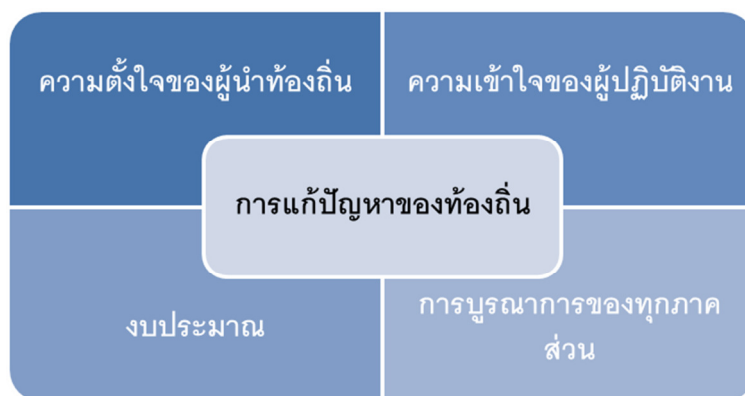 ความตั้งใจของผู้นำท้องถิ่น
ความเข้าใจของผู้ปฏิบัติงาน
การแก้ปัญหาของท้องถิ่น
งบประมาณ
การบูรณาการของทุกภาค
ส่วน